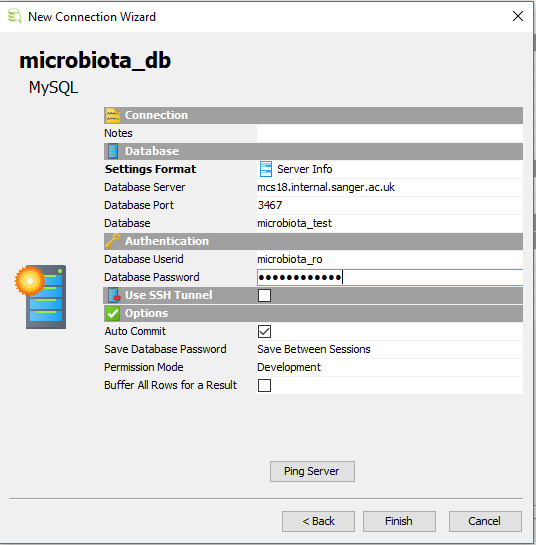 New Connection Wizard
microbiota_db
MySQL
Connection
Notes
Database
Settings Format Server Info
Database Server mcs18.internal.sanger.ac.uk
Database Port 3467
Database microbiota_test
Authentication
Database Userid microbiota_ro
Database Password ●●●●●●●●●●●●
Use SSH Tunnel
Options
Auto Commit
Save Database Password Save Between Sessions
Permission Mode Development
Buffer All Rows for a Result
Ping Server
< Back Finish Cancel